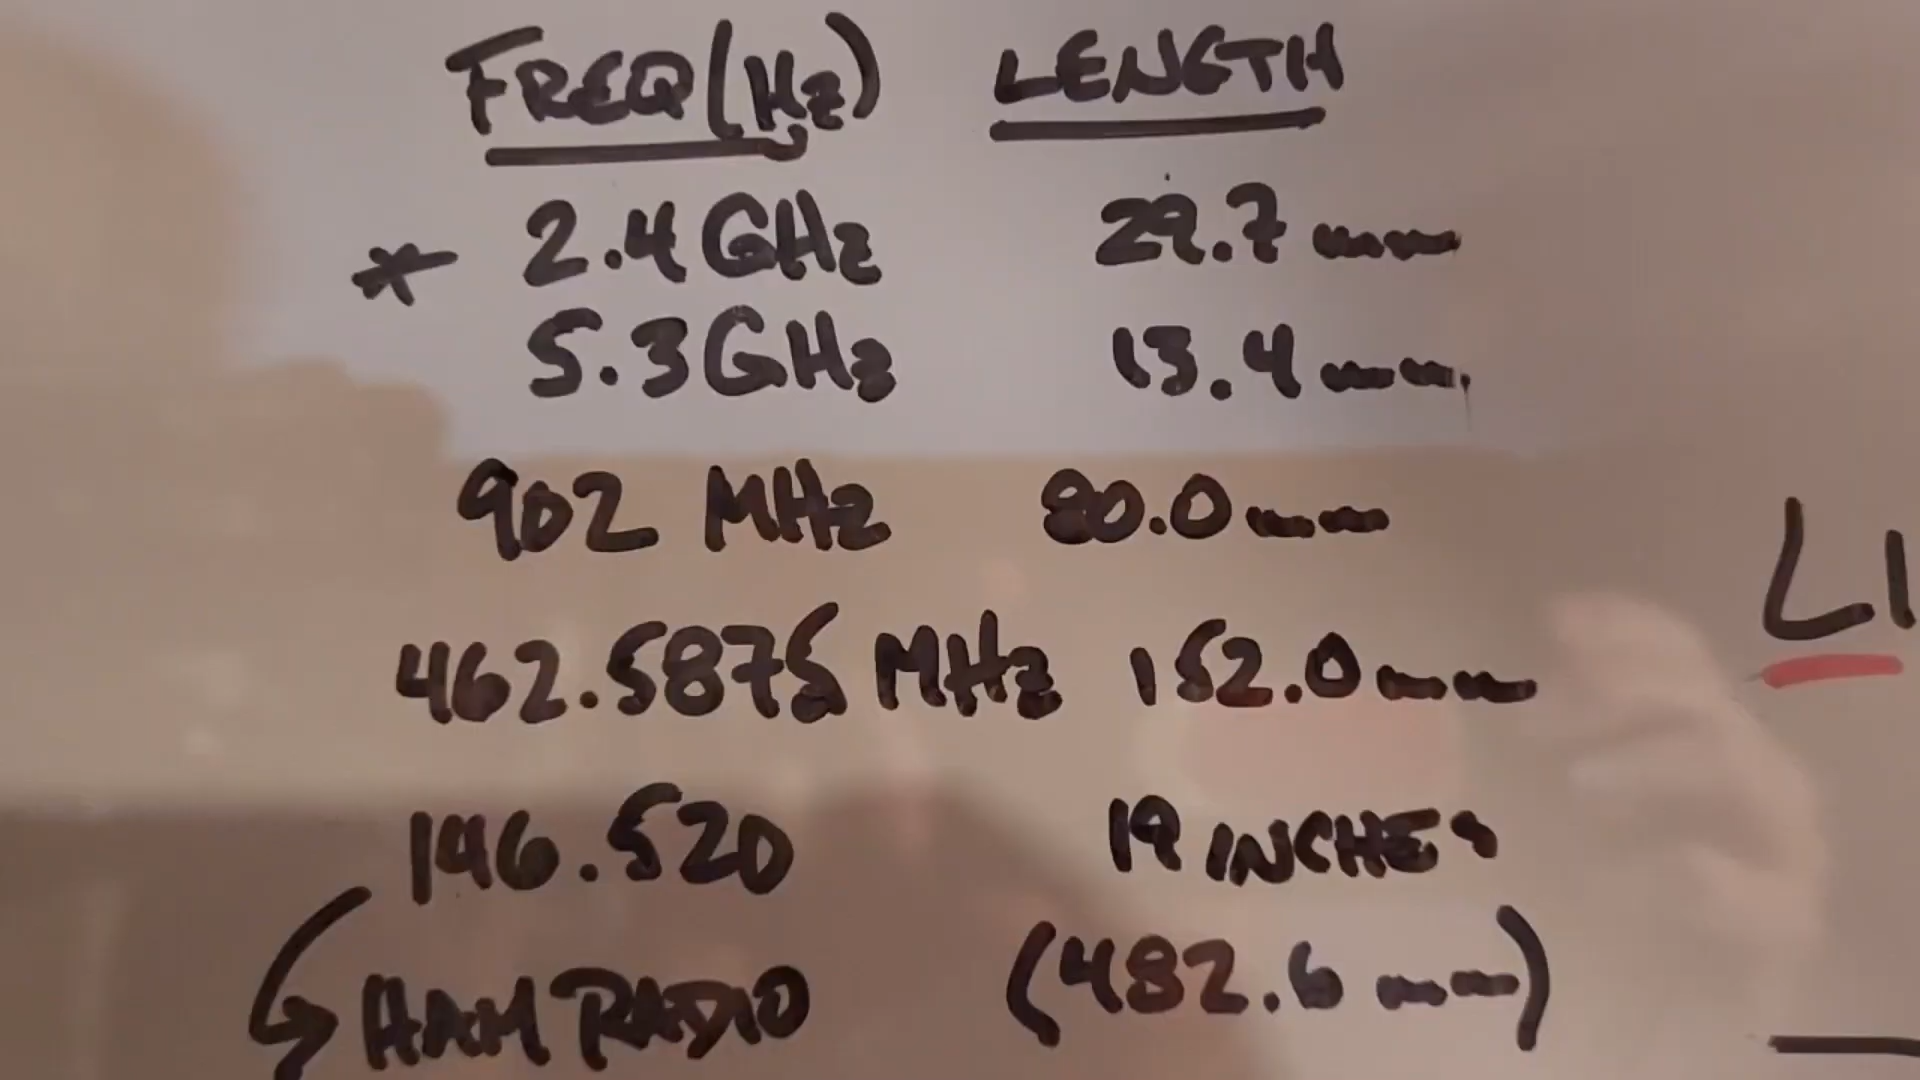 FREQ(Hz) LENGTH
* 2.4 GHz 29.7 mm
5.3 GHz 13.4 mm
902 MHz 80.0 mm
462.5875 MHz 152.0 mm
LI
146.520 19 INCHES
HAM RADIO (482.6 mm)